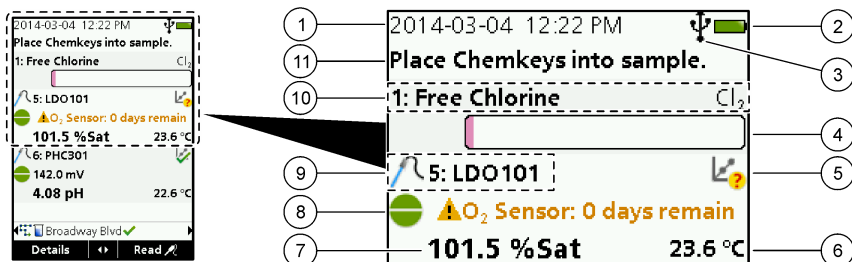 2014-03-04 12:22 PM
Place Chemkeys into sample.
1: Free Chlorine Cl₂
5: LDO101
O₂ Sensor: 0 days remain
101.5 %Sat 23.6 °C
6: PHC301
142.0 mV
4.08 pH 22.6 °C
Broadway Blvd
Details Read
1 2014-03-04 12:22 PM 2
11 Place Chemkeys into sample. 3
10 1: Free Chlorine Cl₂
4
9 5: LDO101 ? 5
8 O₂ Sensor: 0 days remain
7 101.5 %Sat 23.6 °C 6